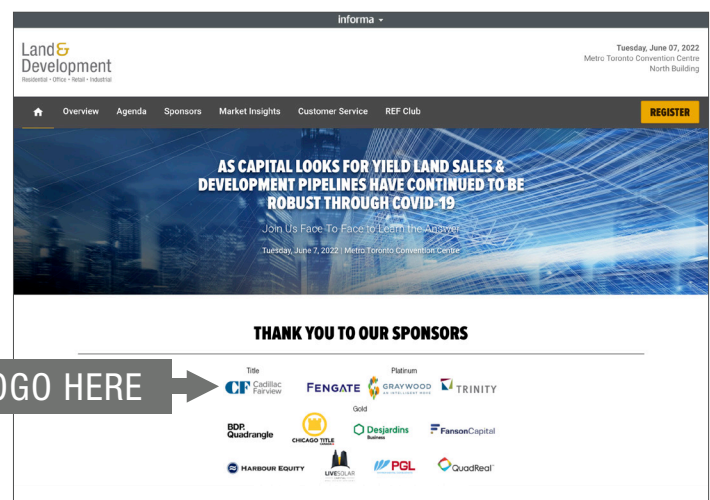 informa
Land &
Development
Residential • Office • Retail • Industrial
Tuesday, June 07, 2022
Metro Toronto Convention Centre
North Building
Overview Agenda Sponsors Market Insights Customer Service REF Club
REGISTER
AS CAPITAL LOOKS FOR YIELD LAND SALES &
DEVELOPMENT PIPELINES HAVE CONTINUED TO BE
ROBUST THROUGH COVID-19
Join Us Face To Face to Learn the Answer
Tuesday, June 7, 2022 | Metro Toronto Convention Centre
THANK YOU TO OUR SPONSORS
Title Platinum
OGO HERE
CF Cadillac
Fairview
FENGATE
GRAYWOOD
AN INTELLIGENT MOVE
TRINITY
Gold
BDP.
Quadrangle
CHICAGO TITLE
Desjardins
Business
FansonCapital
HARBOUR EQUITY
LIVESOLAR
CAPITAL
PGL
QuadReal